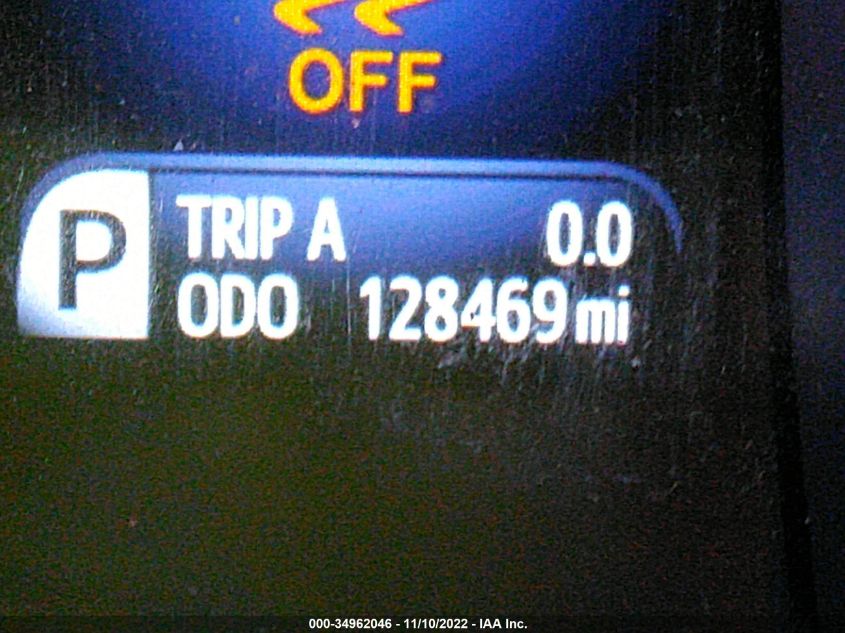 OFF
P
TRIP A 0.0
ODO 128469 mi
000-34962046 - 11/10/2022 - IAA Inc.